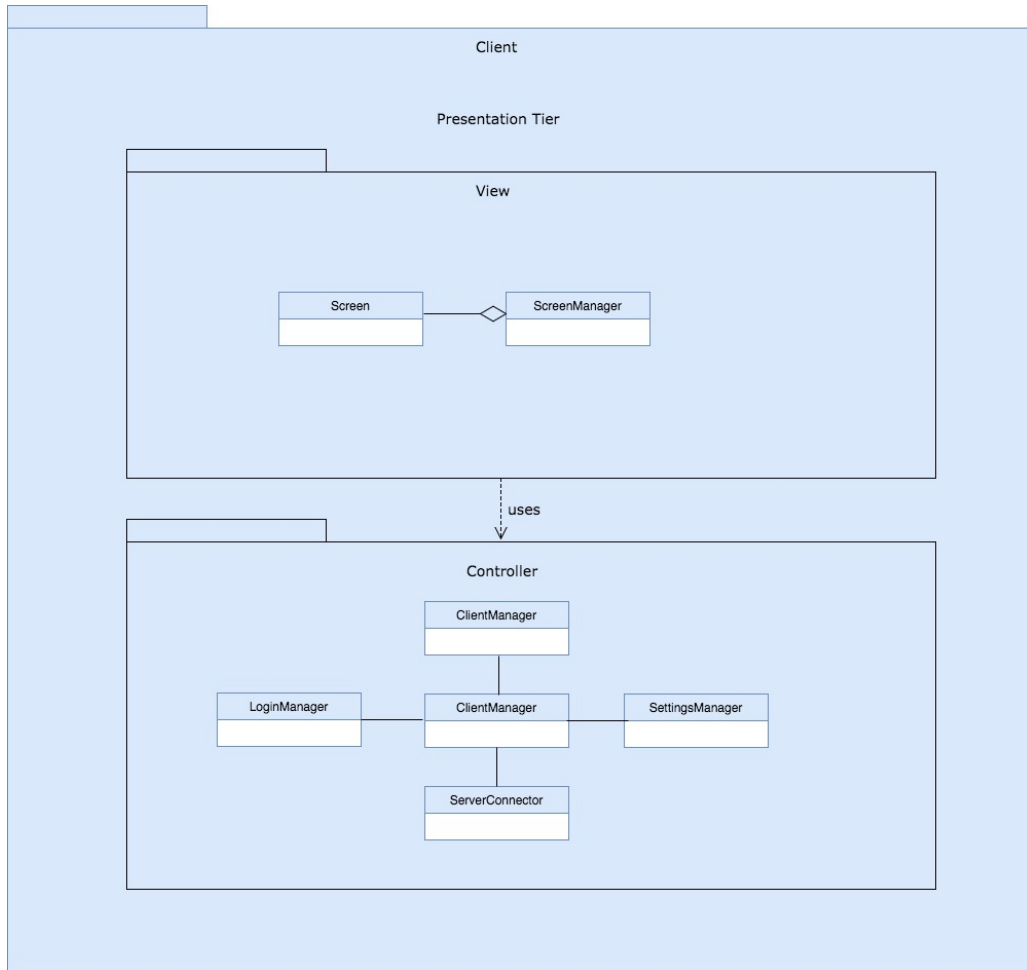 Client
Presentation Tier
View
Screen
ScreenManager
uses
Controller
ClientManager
LoginManager
ClientManager
SettingsManager
ServerConnector